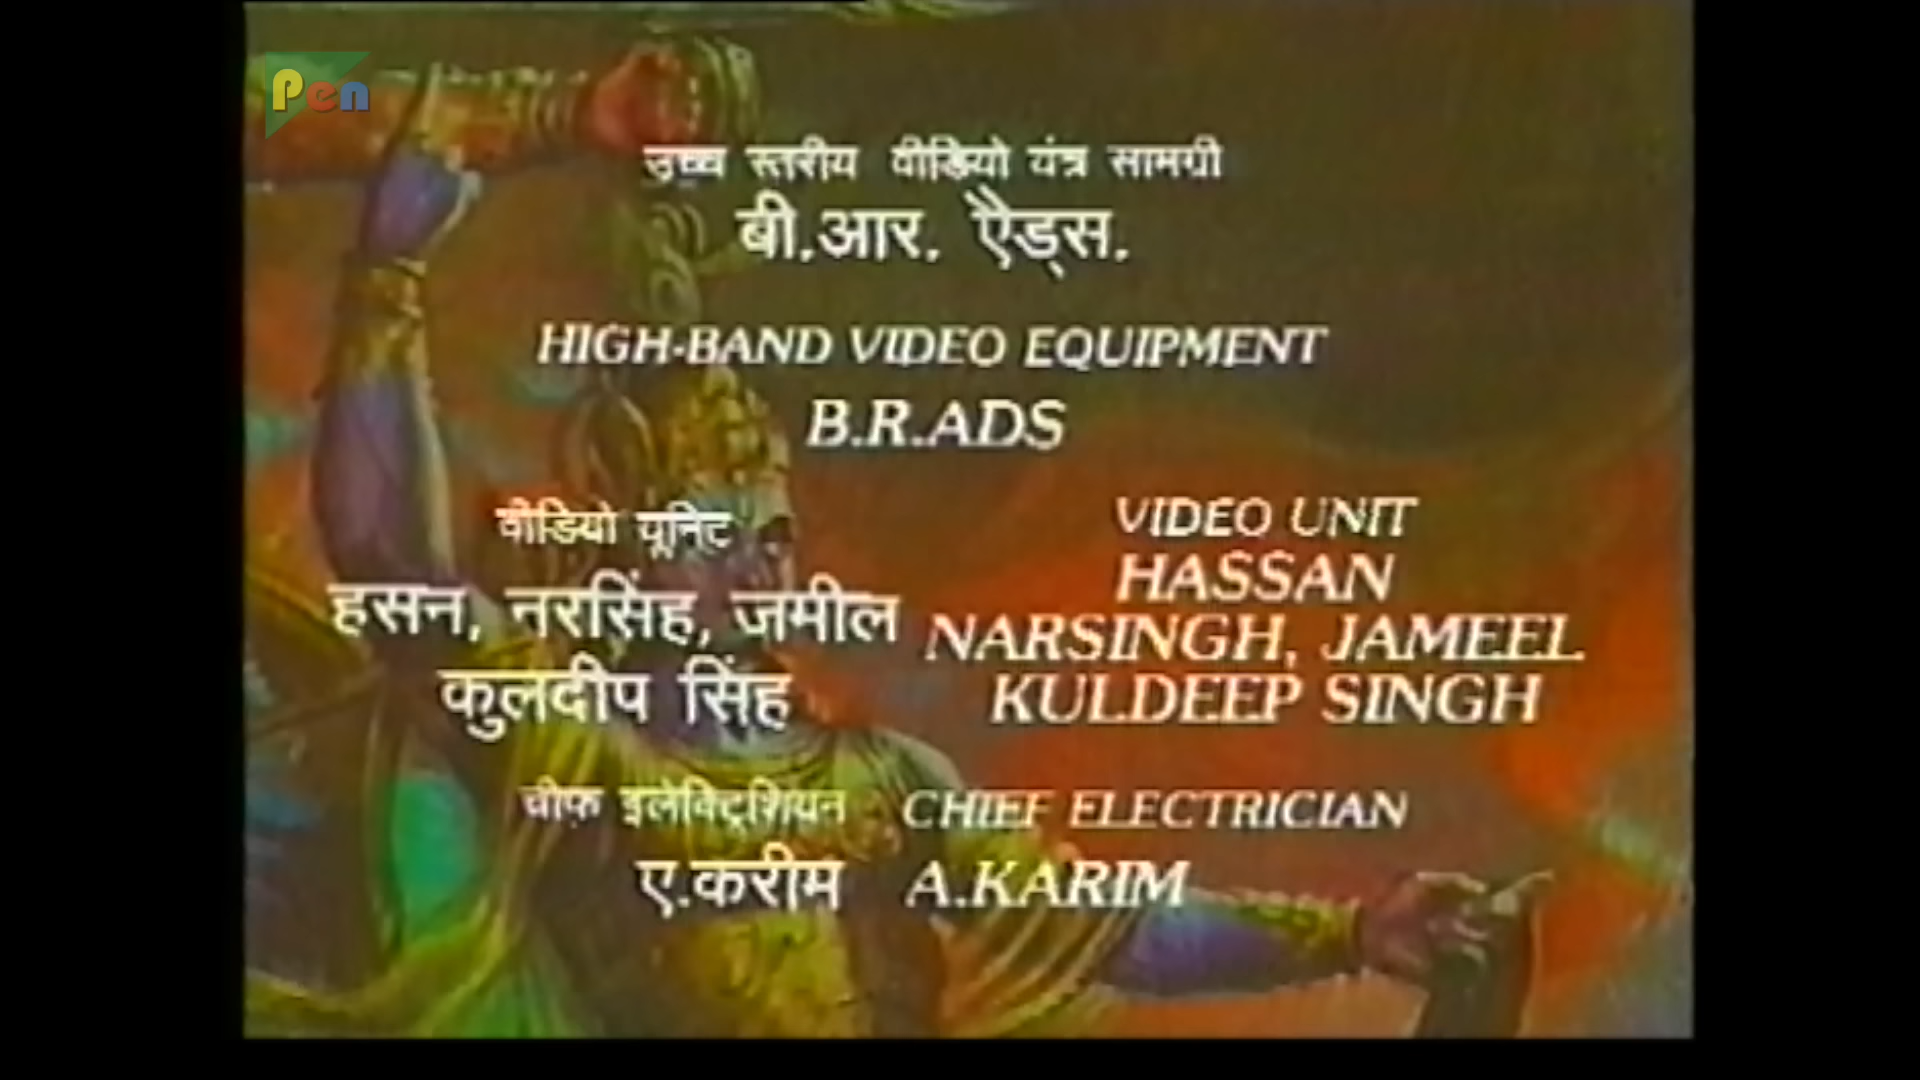 Pen
उच्च स्तरीय वीडियो यंत्र सामग्री
बी.आर. ऐड्स.
HIGH-BAND VIDEO EQUIPMENT
B.R.ADS
वीडियो यूनिट
हसन, नरसिंह, जमील
कुलदीप सिंह
VIDEO UNIT
HASSAN
NARSINGH, JAMEEL
KULDEEP SINGH
चीफ़ इलेक्ट्रिशियन
ए.करीम
CHIEF ELECTRICIAN
A.KARIM